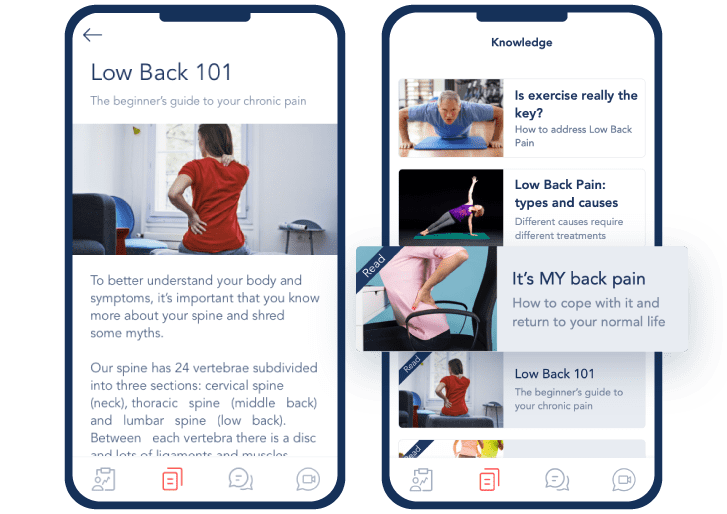 Low Back 101
The beginner's guide to your chronic pain
To better understand your body and
symptoms, it's important that you know
more about your spine and shred
some myths.
Our spine has 24 vertebrae subdivided
into three sections: cervical spine
(neck), thoracic spine (middle back)
and lumbar spine (low back).
Between each vertebra there is a disc
and lots of ligaments and muscles
Knowledge
Is exercise really the
key?
How to address Low Back
Pain
Low Back Pain:
types and causes
Different causes require
different treatments
Read
It's MY back pain
How to cope with it and
return to your normal life
Read
Low Back 101
The beginner's guide to
your chronic pain
Read